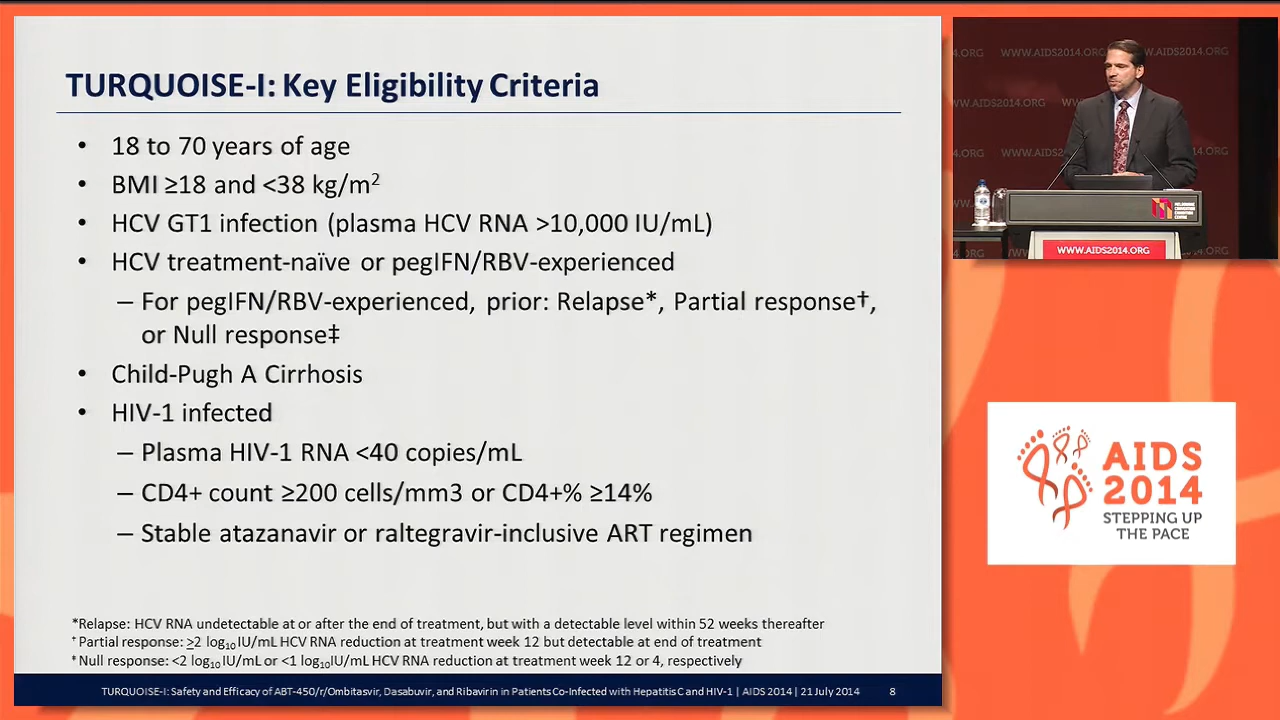 TURQUOISE-I: Key Eligibility Criteria
• 18 to 70 years of age
• BMI ≥18 and <38 kg/m²
• HCV GT1 infection (plasma HCV RNA >10,000 IU/mL)
• HCV treatment-naïve or pegIFN/RBV-experienced
– For pegIFN/RBV-experienced, prior: Relapse*, Partial response†,
or Null response‡
• Child-Pugh A Cirrhosis
• HIV-1 infected
– Plasma HIV-1 RNA <40 copies/mL
– CD4+ count ≥200 cells/mm3 or CD4+% ≥14%
– Stable atazanavir or raltegravir-inclusive ART regimen
*Relapse: HCV RNA undetectable at or after the end of treatment, but with a detectable level within 52 weeks thereafter
† Partial response: ≥2 log₁₀ IU/mL HCV RNA reduction at treatment week 12 but detectable at end of treatment
‡ Null response: <2 log₁₀ IU/mL or <1 log₁₀IU/mL HCV RNA reduction at treatment week 12 or 4, respectively
TURQUOISE-I: Safety and Efficacy of ABT-450/r/Ombitasvir, Dasabuvir, and Ribavirin in Patients Co-Infected with Hepatitis C and HIV-1 | AIDS 2014 | 21 July 2014 8
WWW.AIDS2014.ORG
WWW.AIDS2014.ORG
AIDS
2014
STEPPING UP
THE PACE